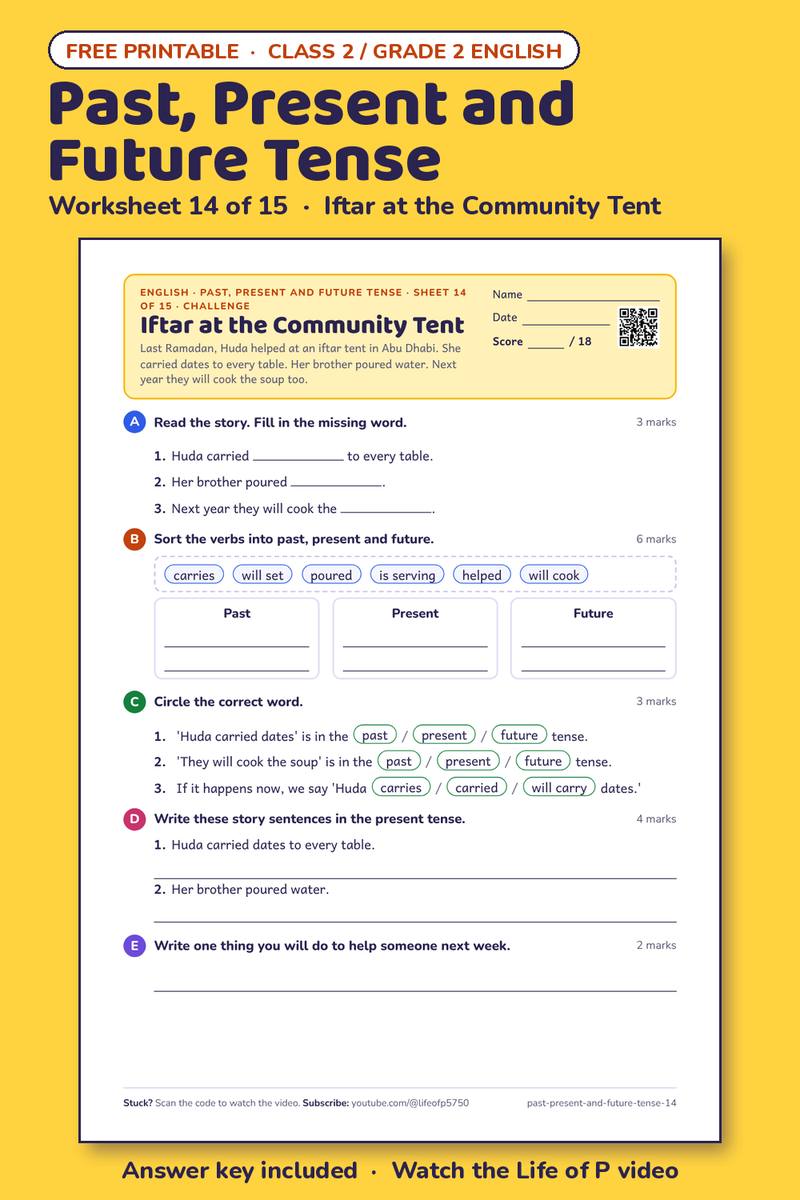 FREE PRINTABLE · CLASS 2 / GRADE 2 ENGLISH
Past, Present and
Future Tense
Worksheet 14 of 15 · Iftar at the Community Tent
ENGLISH · PAST, PRESENT AND FUTURE TENSE · SHEET 14
OF 15 · CHALLENGE
Iftar at the Community Tent
Last Ramadan, Huda helped at an iftar tent in Abu Dhabi. She
carried dates to every table. Her brother poured water. Next
year they will cook the soup too.
Name ____
Date ____
Score ____ / 18
A Read the story. Fill in the missing word. 3 marks
1. Huda carried ____ to every table.
2. Her brother poured ____.
3. Next year they will cook the ____.
B Sort the verbs into past, present and future. 6 marks
carries will set poured is serving helped will cook
Past Present Future
C Circle the correct word. 3 marks
1. 'Huda carried dates' is in the past / present / future tense.
2. 'They will cook the soup' is in the past / present / future tense.
3. If it happens now, we say 'Huda carries / carried / will carry dates.'
D Write these story sentences in the present tense. 4 marks
1. Huda carried dates to every table.
2. Her brother poured water.
E Write one thing you will do to help someone next week. 2 marks
Stuck? Scan the code to watch the video. Subscribe: youtube.com/@lifeofp5750 past-present-and-future-tense-14
Answer key included · Watch the Life of P video